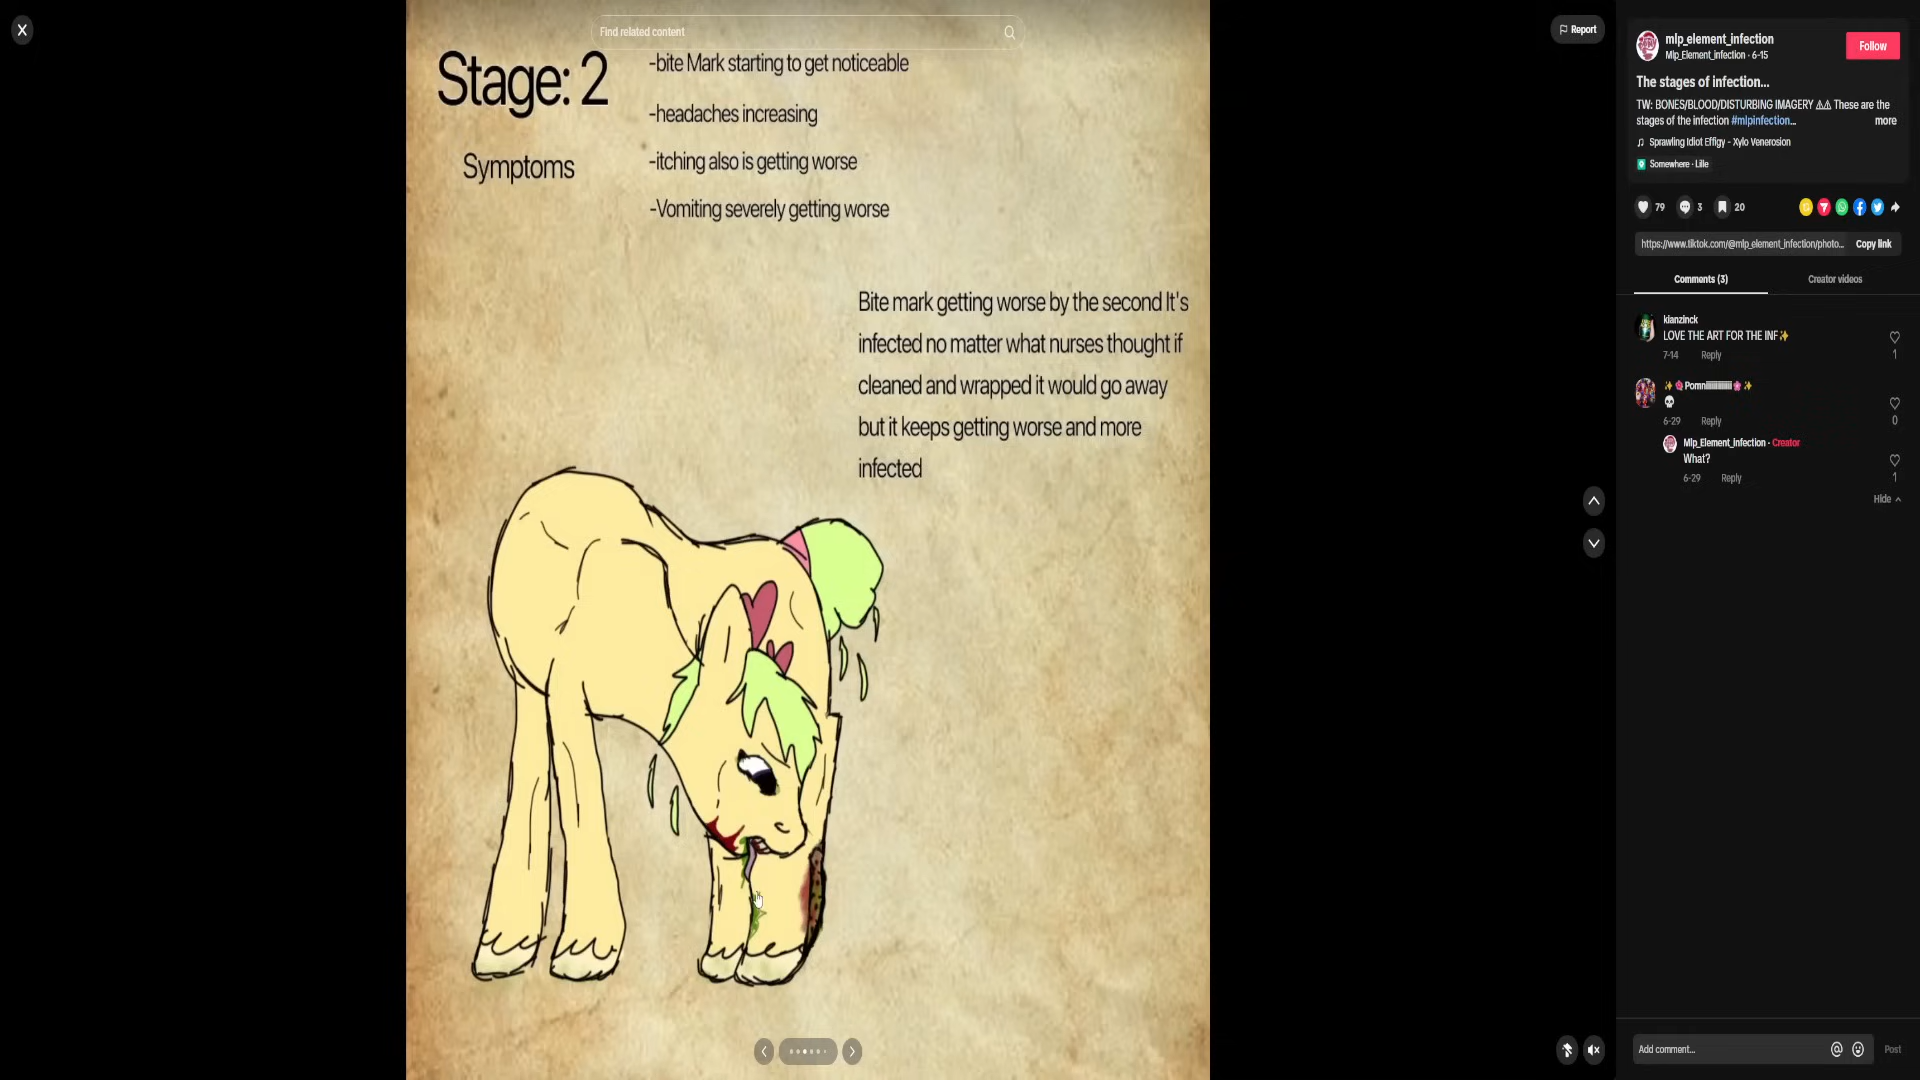 Find related content
Stage: 2
Symptoms
-bite Mark starting to get noticeable
-headaches increasing
-itching also is getting worse
-Vomiting severely getting worse
Bite mark getting worse by the second It's
infected no matter what nurses thought if
cleaned and wrapped it would go away
but it keeps getting worse and more
infected
Report
mlp_element_infection
Mlp_Element_infection · 6-15
Follow
The stages of infection...
TW: BONES/BLOOD/DISTURBING IMAGERY ⚠⚠ These are the
stages of the infection #mlpinfection...
more
Sprawling Idiot Effigy - Xylo Venerosion
Somewhere · Lille
79
3
20
https://www.tiktok.com/@mlp_element_infection/photo...
Copy link
Comments (3)
Creator videos
kianzinck
LOVE THE ART FOR THE INF✨
7-14
Reply
1
💀
6-29
Reply
0
Mlp_Element_infection · Creator
What?
6-29
Reply
1
Hide
Add comment...
Post